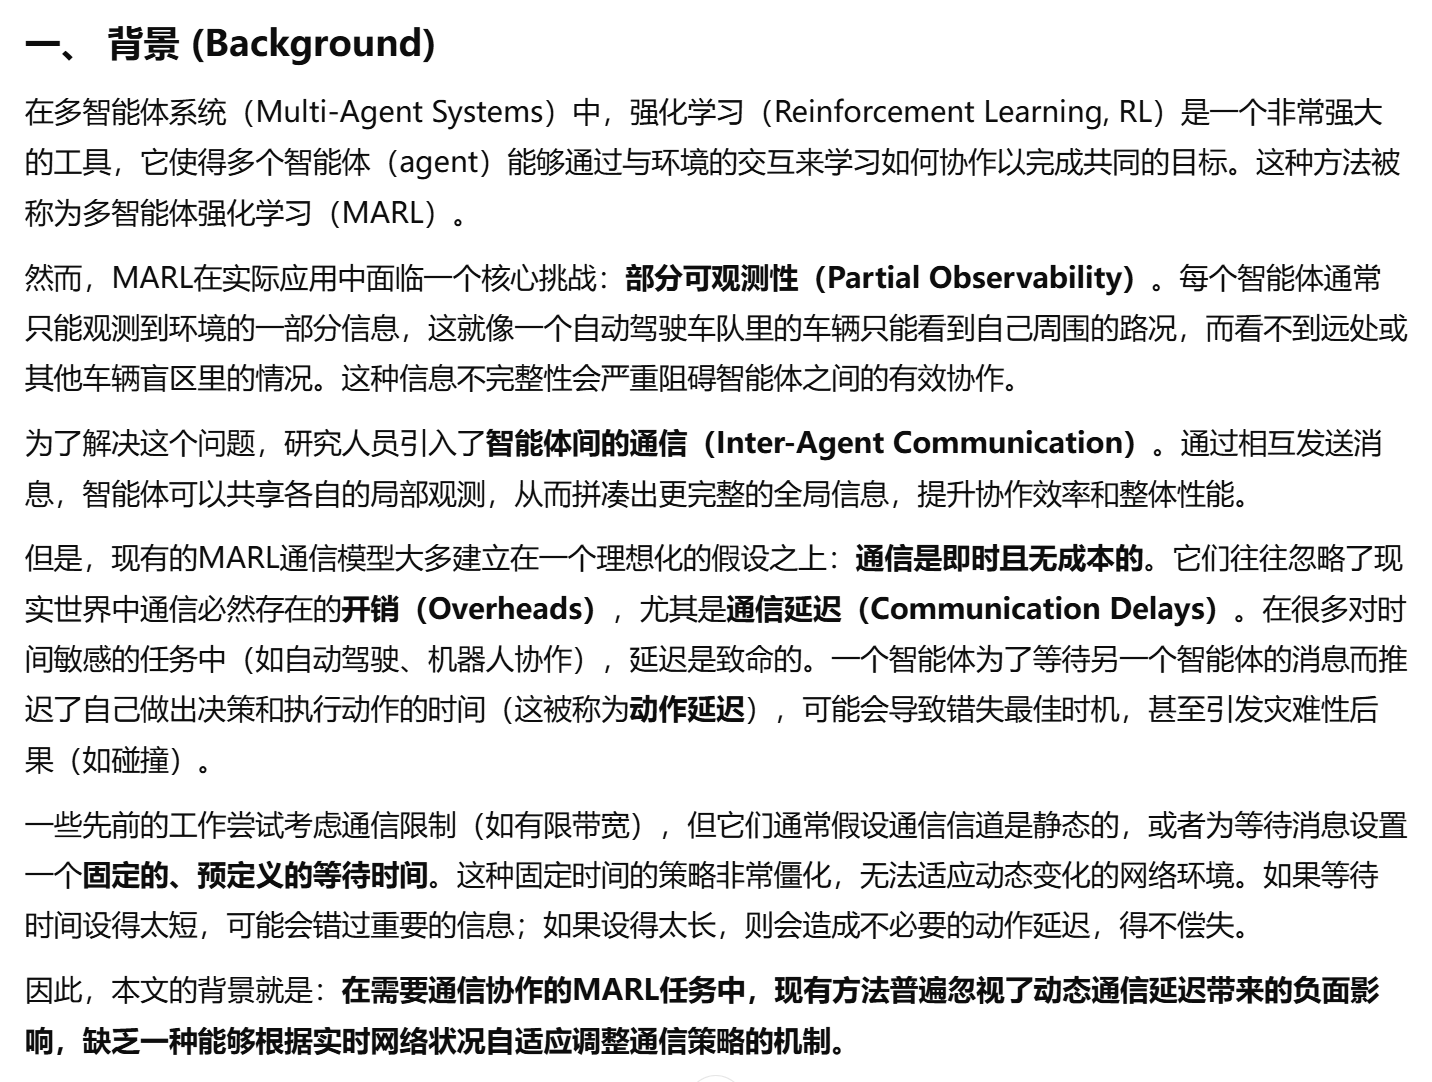 一、 背景 (Background)
在多智能体系统（Multi-Agent Systems）中，强化学习（Reinforcement Learning, RL）是一个非常强大
的工具，它使得多个智能体（agent）能够通过与环境的交互来学习如何协作以完成共同的目标。这种方法被
称为多智能体强化学习（MARL）。
然而，MARL在实际应用中面临一个核心挑战：部分可观测性（Partial Observability）。每个智能体通常
只能观测到环境的一部分信息，这就像一个自动驾驶车队里的车辆只能看到自己周围的路况，而看不到远处或
其他车辆盲区里的情况。这种信息不完整性会严重阻碍智能体之间的有效协作。
为了解决这个问题，研究人员引入了智能体间的通信（Inter-Agent Communication）。通过相互发送消
息，智能体可以共享各自的局部观测，从而拼凑出更完整的全局信息，提升协作效率和整体性能。
但是，现有的MARL通信模型大多建立在一个理想化的假设之上：通信是即时且无成本的。它们往往忽略了现
实世界中通信必然存在的开销（Overheads），尤其是通信延迟（Communication Delays）。在很多对时
间敏感的任务中（如自动驾驶、机器人协作），延迟是致命的。一个智能体为了等待另一个智能体的消息而推
迟了自己做出决策和执行动作的时间（这被称为动作延迟），可能会导致错失最佳时机，甚至引发灾难性后
果（如碰撞）。
一些先前的工作尝试考虑通信限制（如有限带宽），但它们通常假设通信信道是静态的，或者为等待消息设置
一个固定的、预定义的等待时间。这种固定时间的策略非常僵化，无法适应动态变化的网络环境。如果等待
时间设得太短，可能会错过重要的信息；如果设得太长，则会造成不必要的动作延迟，得不偿失。
因此，本文的背景就是：在需要通信协作的MARL任务中，现有方法普遍忽视了动态通信延迟带来的负面影
响，缺乏一种能够根据实时网络状况自适应调整通信策略的机制。